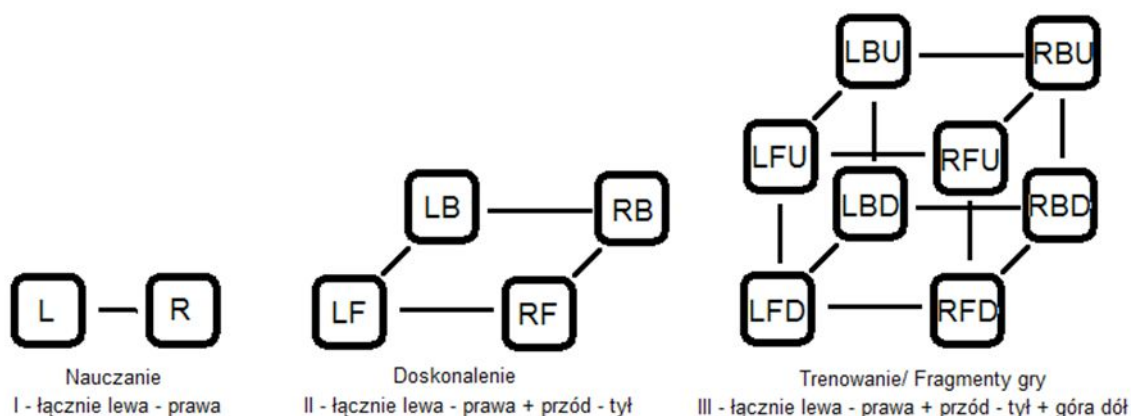 LBU RBU
LFU RFU
LB RB LBD RBD
L R LF RF LFD RFD
Nauczanie
I - łącznie lewa - prawa
Doskonalenie
II - łącznie lewa - prawa + przód - tył
Trenowanie/ Fragmenty gry
III - łącznie lewa - prawa + przód - tył + góra dół